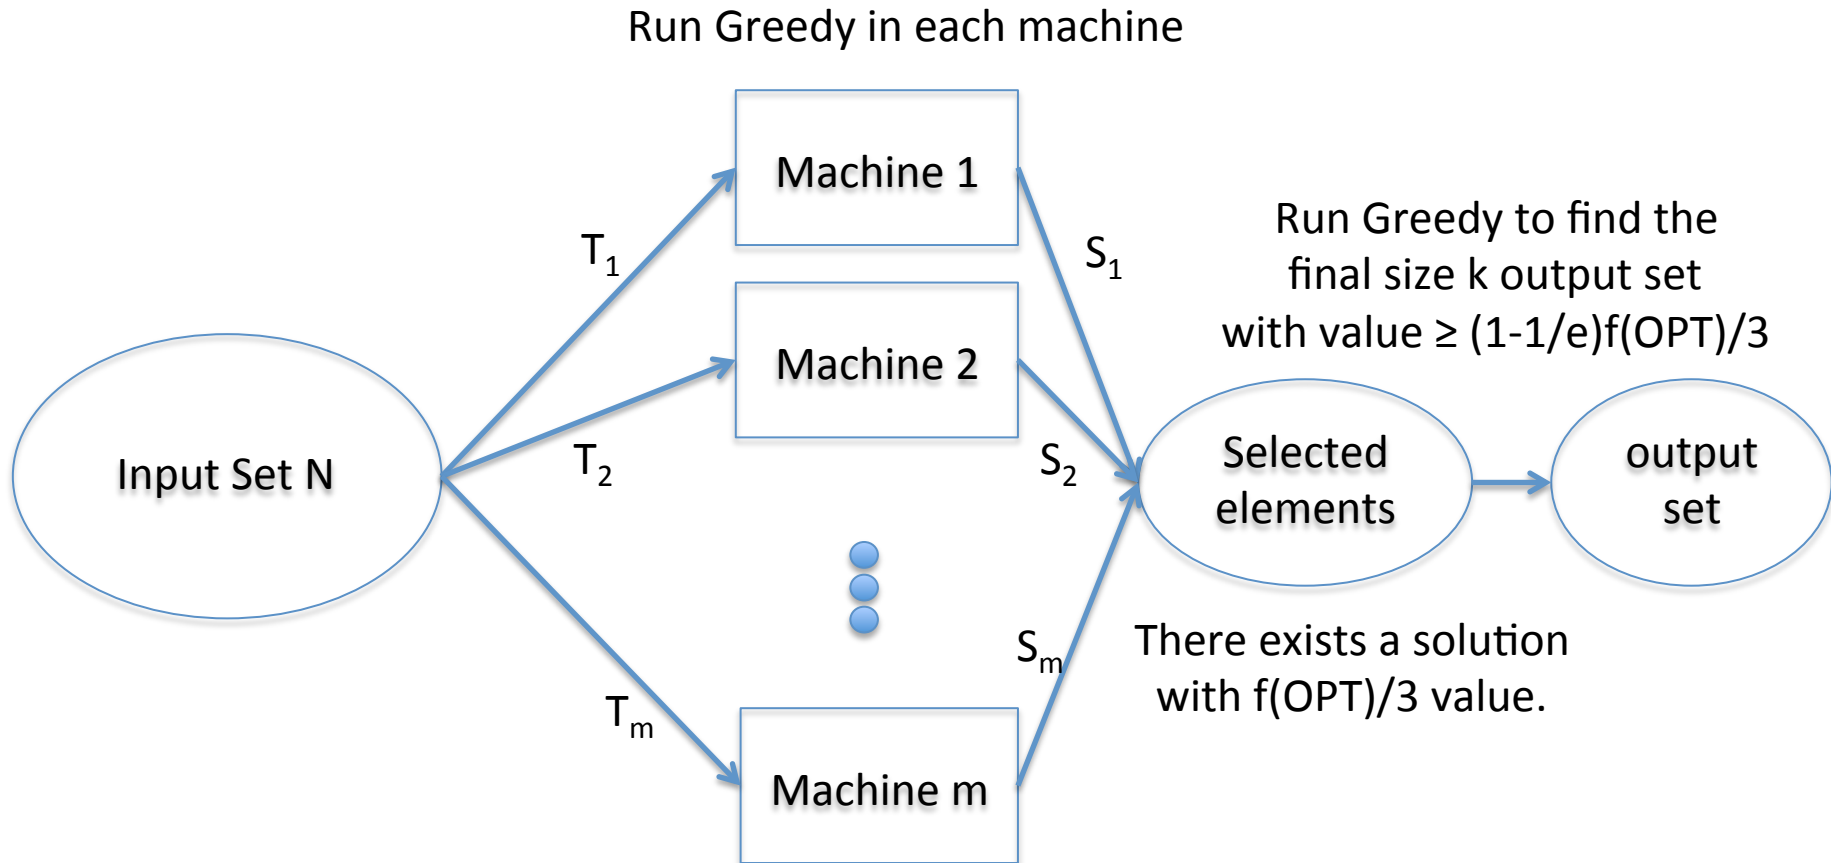 Run Greedy in each machine
Machine 1
T1
S1
Run Greedy to find the
final size k output set
with value ≥ (1-1/e)f(OPT)/3
Machine 2
T2
S2
Input Set N
Selected
elements
output
set
There exists a solution
with f(OPT)/3 value.
Sm
Tm
Machine m